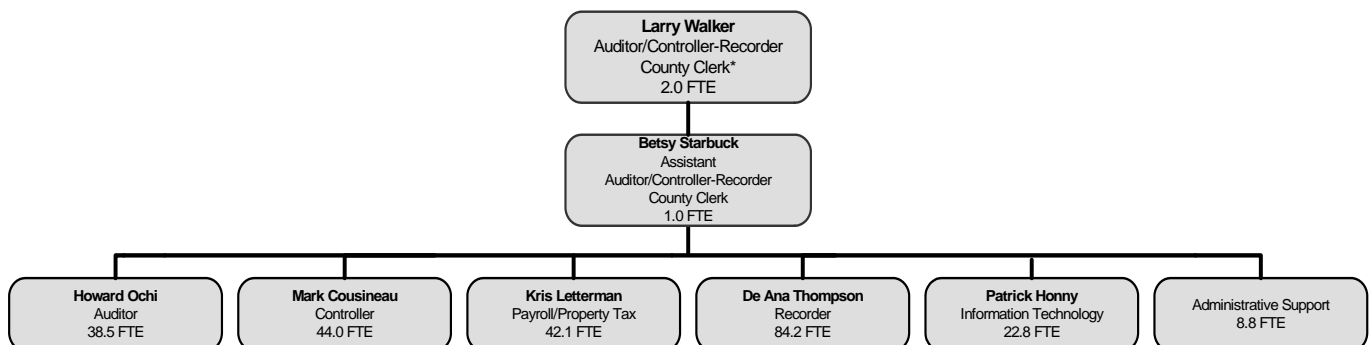 Larry Walker
Auditor/Controller-Recorder
County Clerk*
2.0 FTE
Betsy Starbuck
Assistant
Auditor/Controller-Recorder
County Clerk
1.0 FTE
Howard Ochi
Auditor
38.5 FTE
Mark Cousineau
Controller
44.0 FTE
Kris Letterman
Payroll/Property Tax
42.1 FTE
De Ana Thompson
Recorder
84.2 FTE
Patrick Honny
Information Technology
22.8 FTE
Administrative Support
8.8 FTE